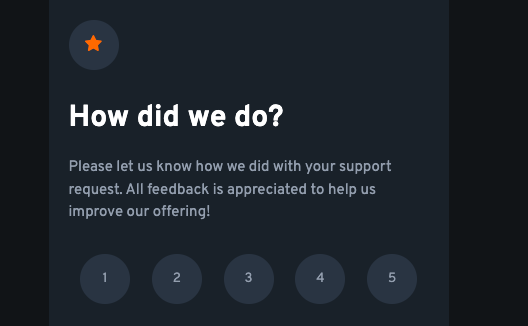 How did we do?
Please let us know how we did with your support
request. All feedback is appreciated to help us
improve our offering!
1 2 3 4 5